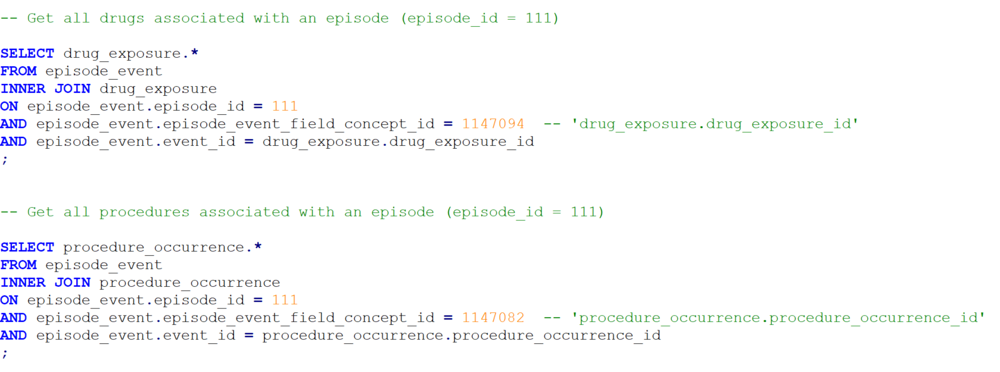 -- Get all drugs associated with an episode (episode_id = 111)
SELECT drug_exposure.*
FROM episode_event
INNER JOIN drug_exposure
ON episode_event.episode_id = 111
AND episode_event.episode_event_field_concept_id = 1147094  -- 'drug_exposure.drug_exposure_id'
AND episode_event.event_id = drug_exposure.drug_exposure_id
;
-- Get all procedures associated with an episode (episode_id = 111)
SELECT procedure_occurrence.*
FROM episode_event
INNER JOIN procedure_occurrence
ON episode_event.episode_id = 111
AND episode_event.episode_event_field_concept_id = 1147082  -- 'procedure_occurrence.procedure_occurrence_id'
AND episode_event.event_id = procedure_occurrence.procedure_occurrence_id
;